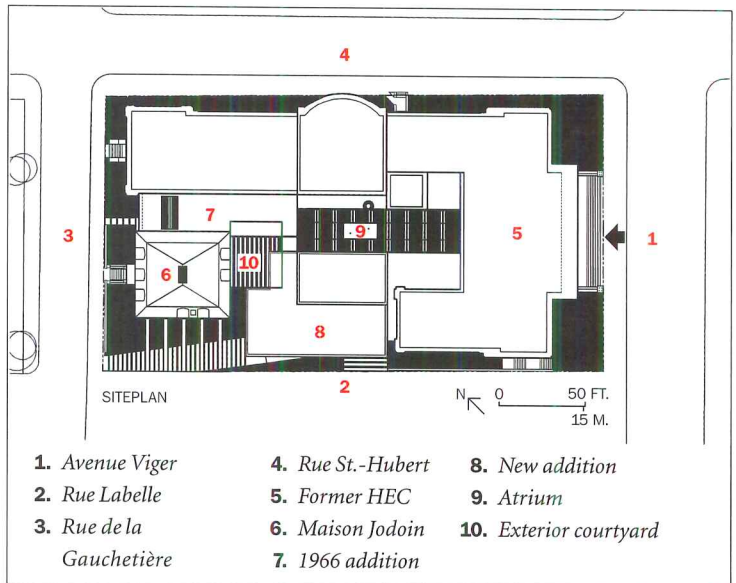 4
7
9
5
3
1
10
6
8
2
SITEPLAN
N
0 50 FT.
15 M.
1. Avenue Viger
2. Rue Labelle
3. Rue de la
Gauchetière
4. Rue St.-Hubert
5. Former HEC
6. Maison Jodoin
7. 1966 addition
8. New addition
9. Atrium
10. Exterior courtyard